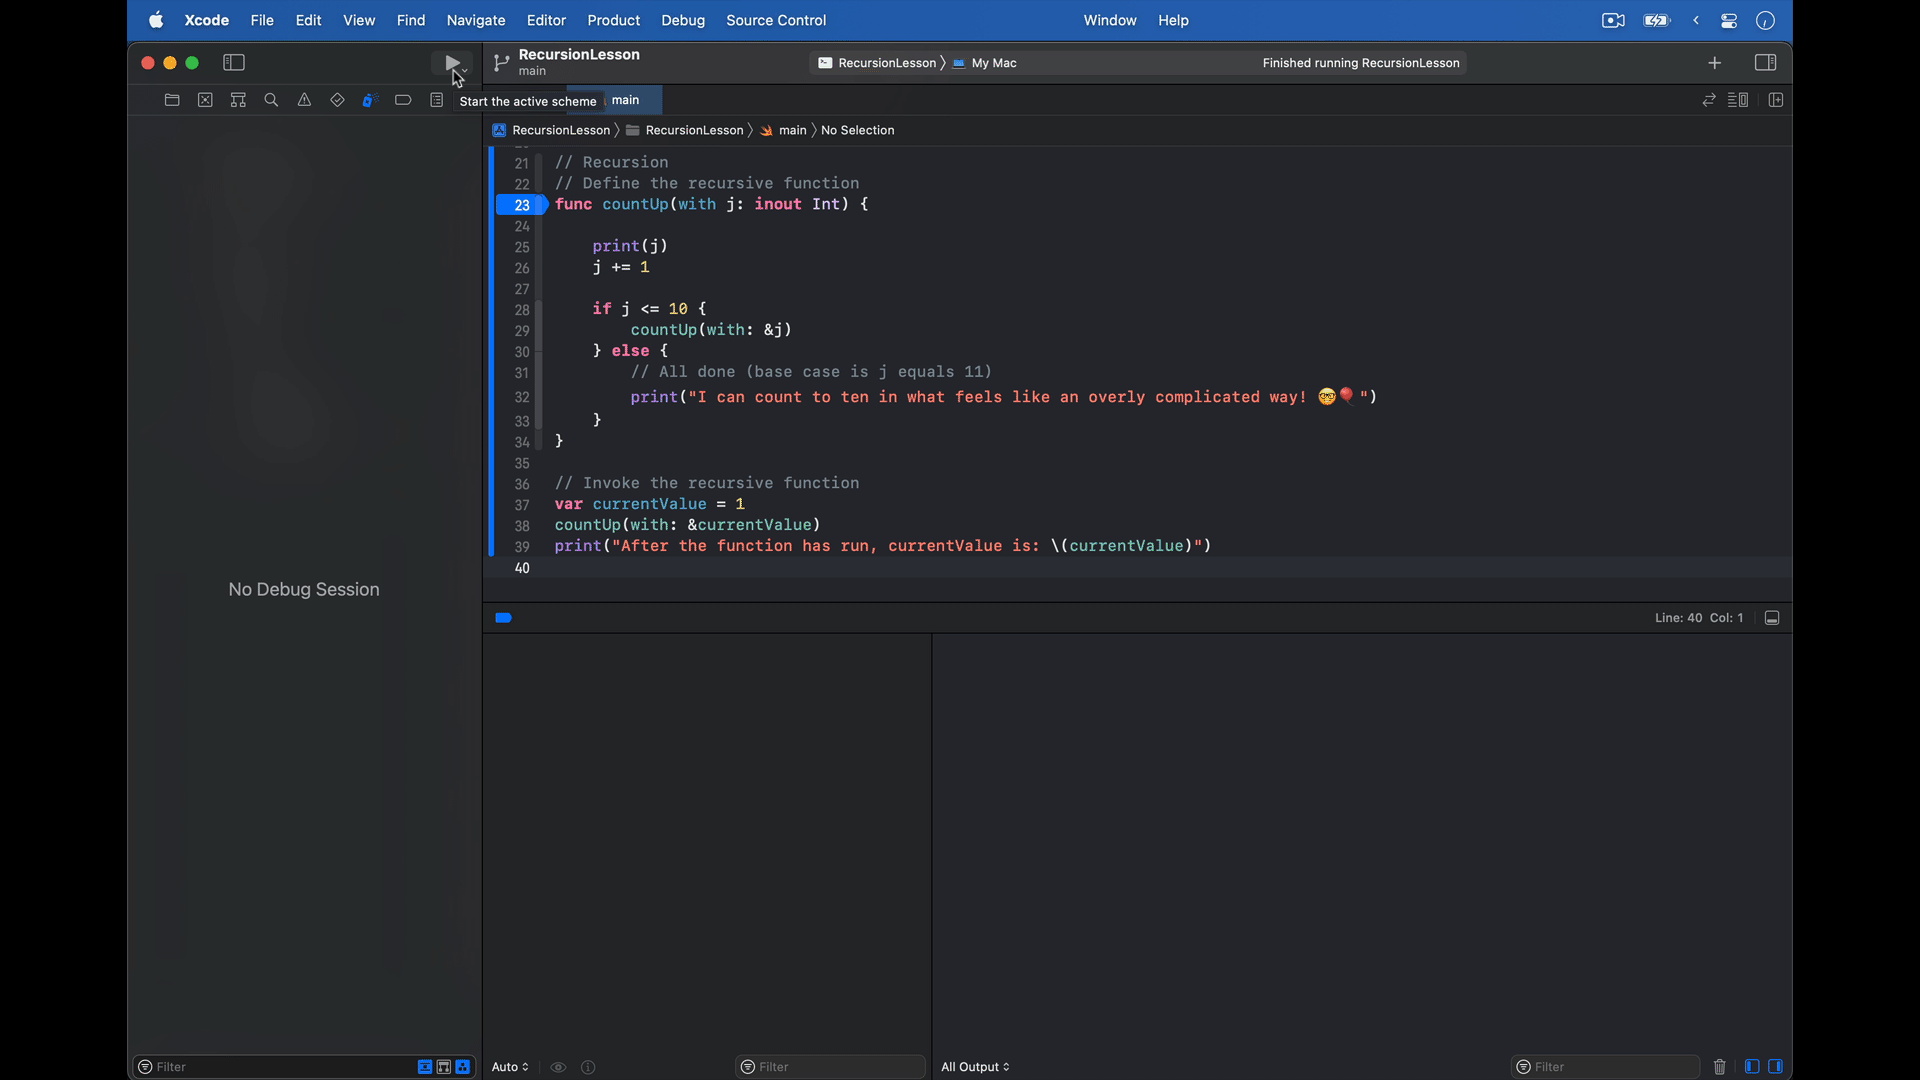 Xcode File Edit View Find Navigate Editor Product Debug Source Control Window Help
RecursionLesson
main
RecursionLesson My Mac
Finished running RecursionLesson
Start the active scheme
main
RecursionLesson RecursionLesson main No Selection
21 // Recursion
22 // Define the recursive function
23 func countUp(with j: inout Int) {
24
25 print(j)
26 j += 1
27
28 if j <= 10 {
29 countUp(with: &j)
30 } else {
31 // All done (base case is j equals 11)
32 print("I can count to ten in what feels like an overly complicated way! 🤓🎈")
33 }
34 }
35
36 // Invoke the recursive function
37 var currentValue = 1
38 countUp(with: &currentValue)
39 print("After the function has run, currentValue is: \(currentValue)")
40
No Debug Session
Line: 40 Col: 1
Filter
Auto
Filter
All Output
Filter